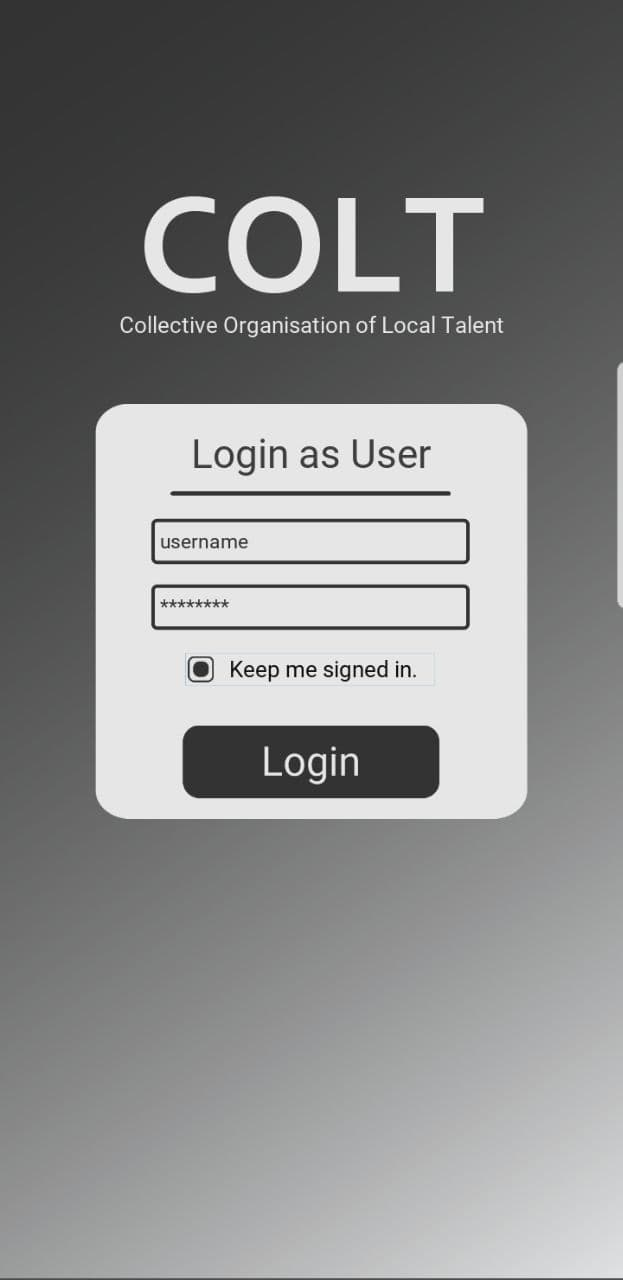 COLT
Collective Organisation of Local Talent
Login as User
username
********
Keep me signed in.
Login